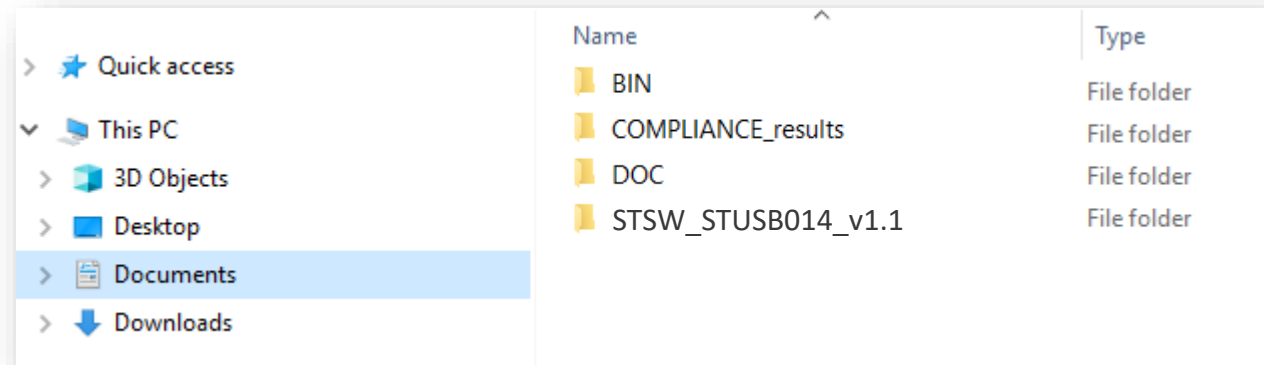 Quick access
This PC
3D Objects
Desktop
Documents
Downloads
Name Type
BIN File folder
COMPLIANCE_results File folder
DOC File folder
STSW_STUSB014_v1.1 File folder